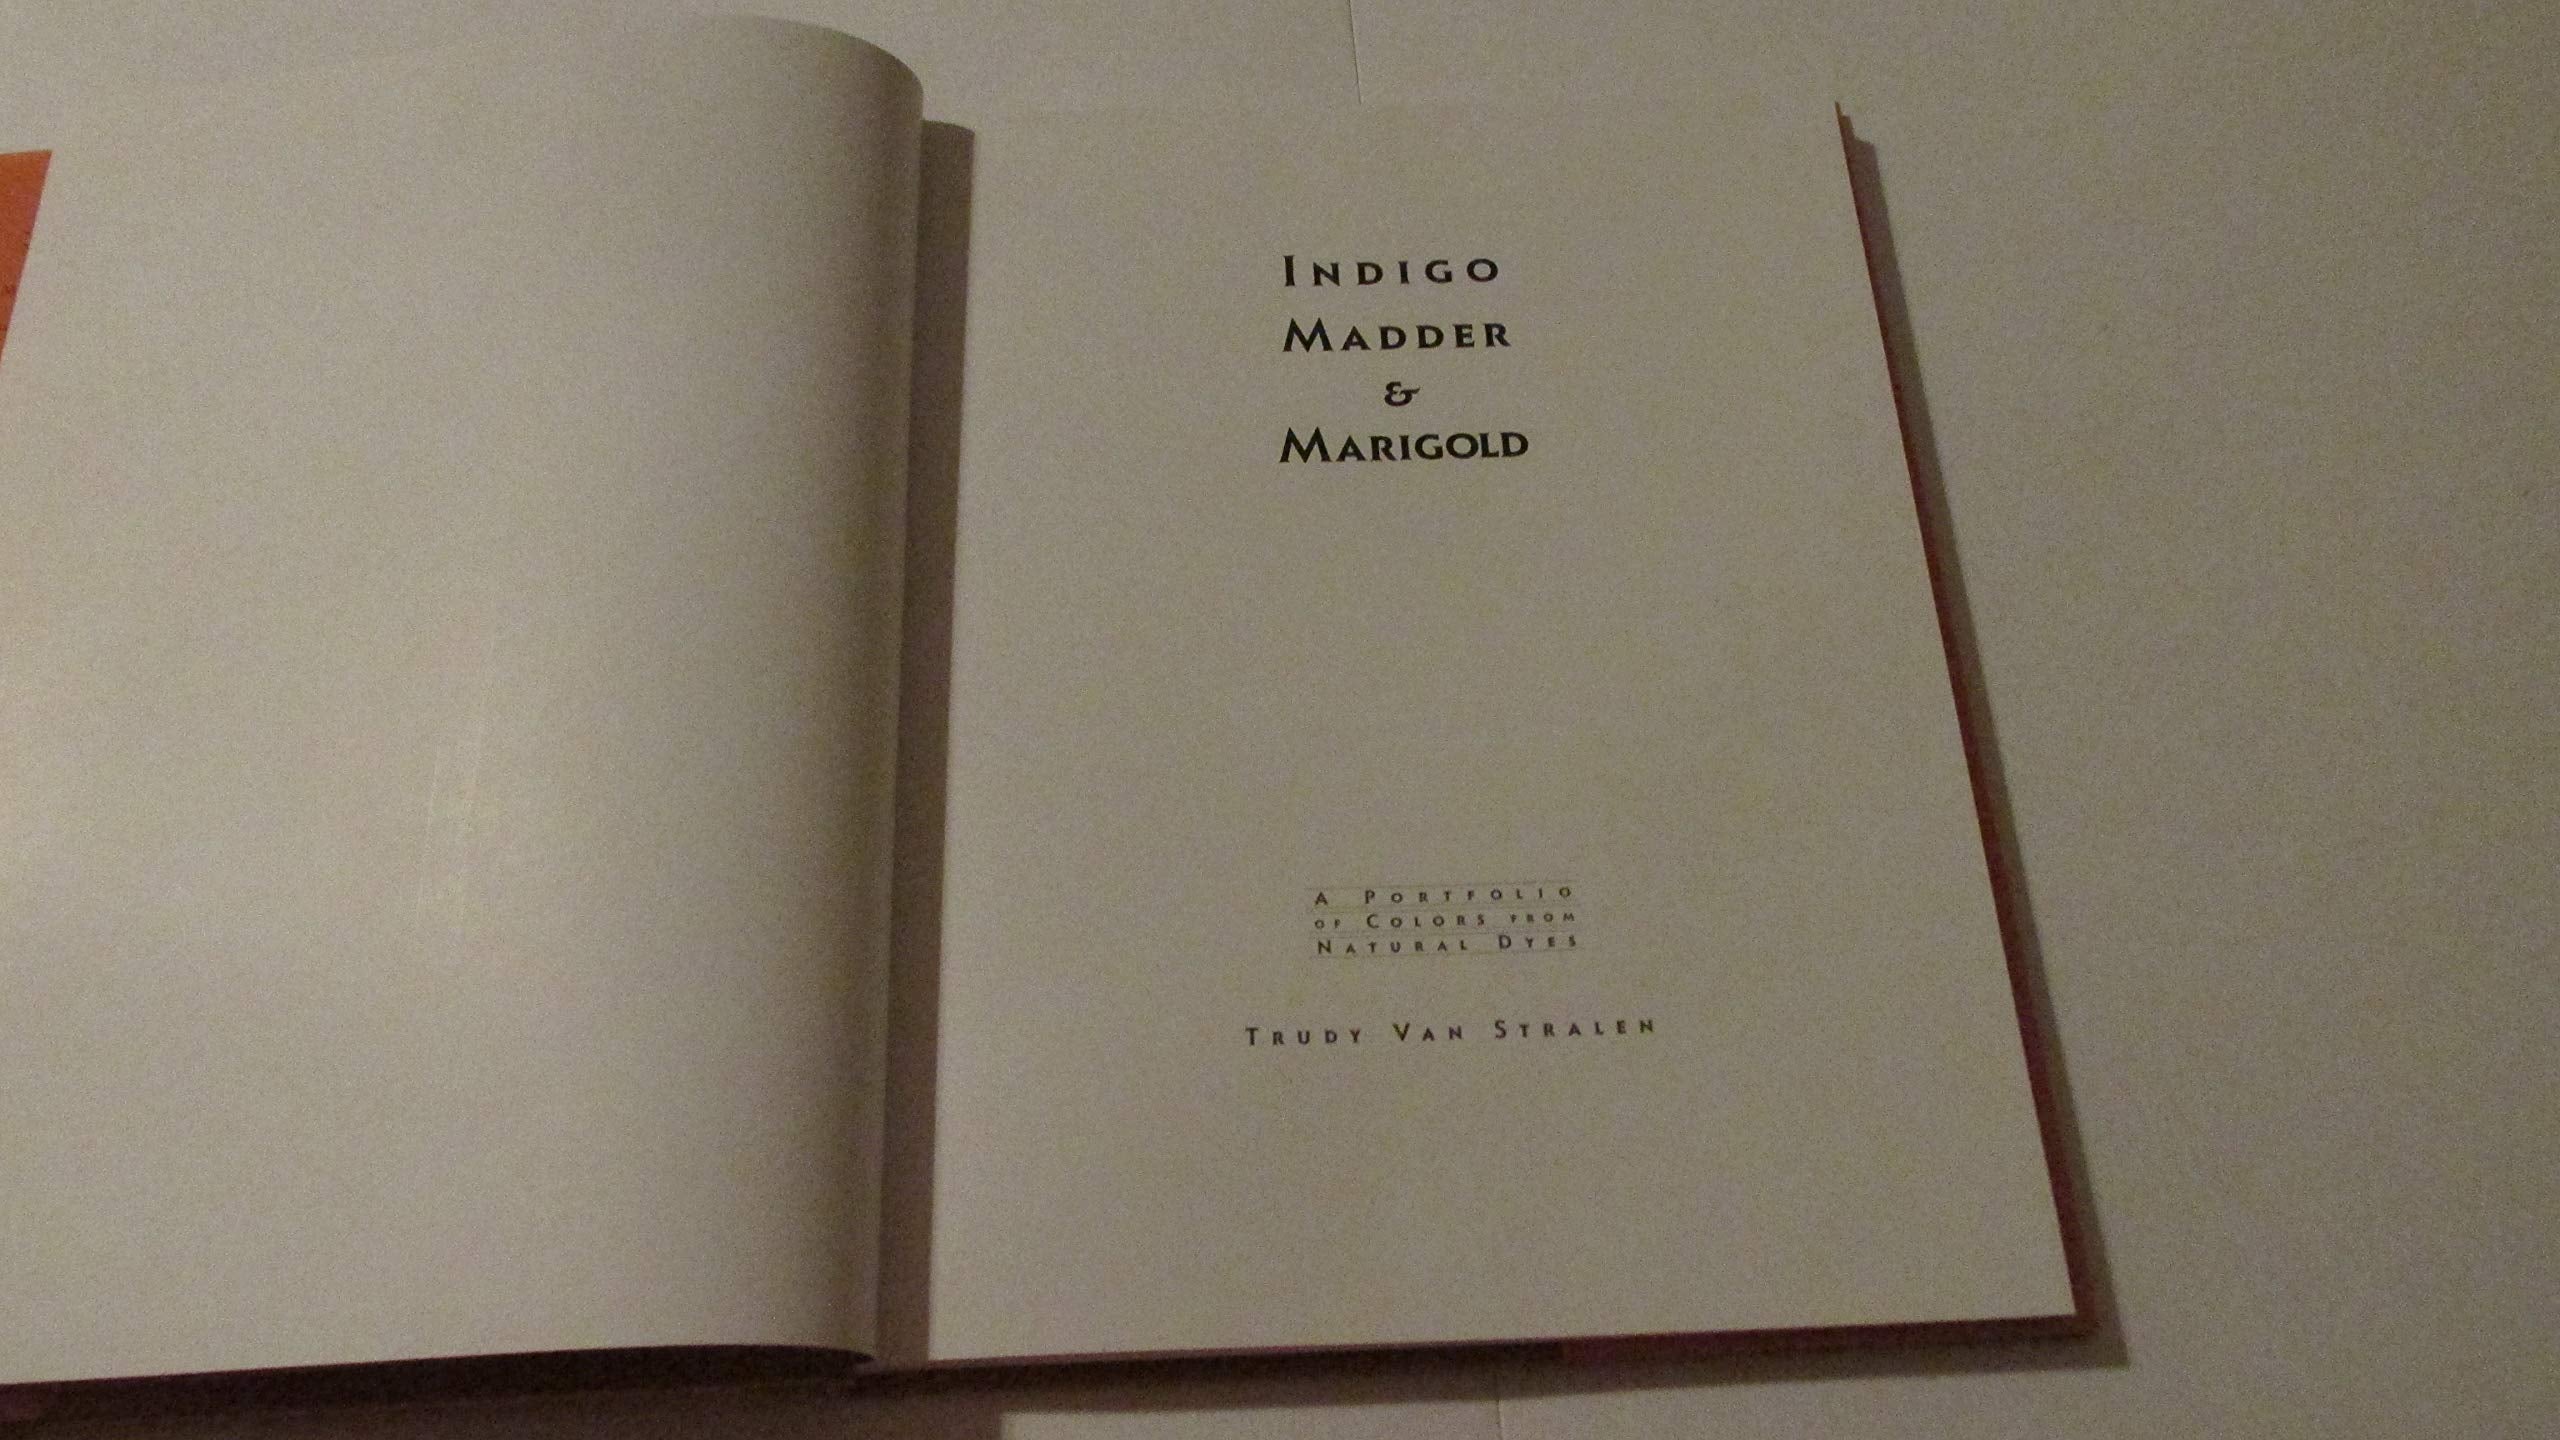 INDIGO
MADDER
&
MARIGOLD
A PORTFOLIO
OF COLORS FROM
NATURAL DYES
TRUDY VAN STRALEN